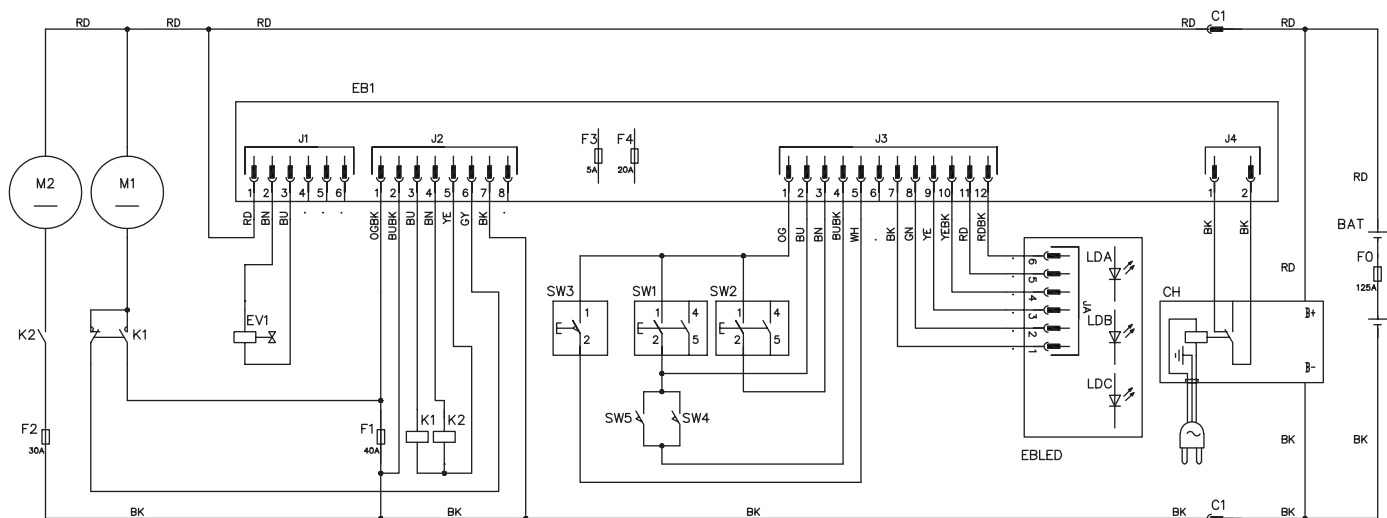 RD RD RD RD C1 RD
EB1
J1 J2 F3 F4 J3 J4
5A 20A
M2 M1
1 2 3 4 5 6 1 2 3 4 5 6 7 8 1 2 3 4 5 6 7 8 9 10 11 12 1 2
RD BN BU . . . OGBK BUBK BU BN YE GY BK . OG BU BN BUBK WH . BK GN YE YEBK RD RDBK BK BK
RD
BAT
F0
125A
RD
6 5 4 3 2 1
JA
LDA
LDB
LDC
SW3 SW1 SW2
1 1 4 1 4
2 2 5 2 5
CH
B+
B-
K2 K1 EV1
SW5 SW4
F2 F1 K1 K2
30A 40A
EBLED
BK BK
BK BK BK BK C1 BK